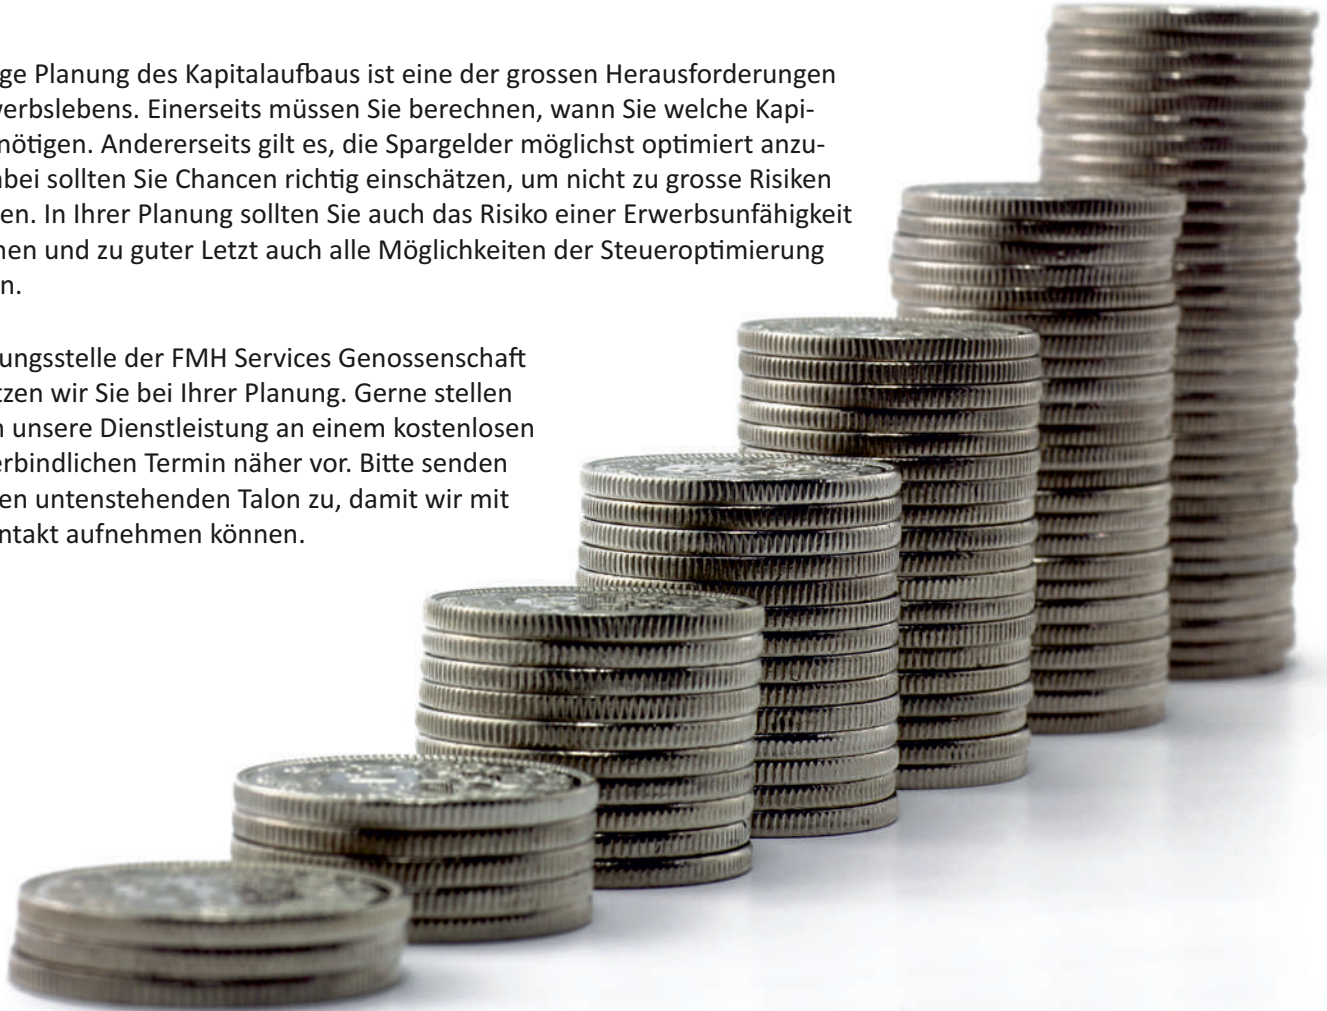 ge Planung des Kapitalaufbaus ist eine der grossen Herausforderungen
werbslebens. Einerseits müssen Sie berechnen, wann Sie welche Kapi-
nötigen. Andererseits gilt es, die Spargelder möglichst optimiert anzu-
abei sollten Sie Chancen richtig einschätzen, um nicht zu grosse Risiken
en. In Ihrer Planung sollten Sie auch das Risiko einer Erwerbsunfähigkeit
nen und zu guter Letzt auch alle Möglichkeiten der Steueroptimierung
n.
ungsstelle der FMH Services Genossenschaft
tzen wir Sie bei Ihrer Planung. Gerne stellen
n unsere Dienstleistung an einem kostenlosen
erbindlichen Termin näher vor. Bitte senden
en untenstehenden Talon zu, damit wir mit
ntakt aufnehmen können.